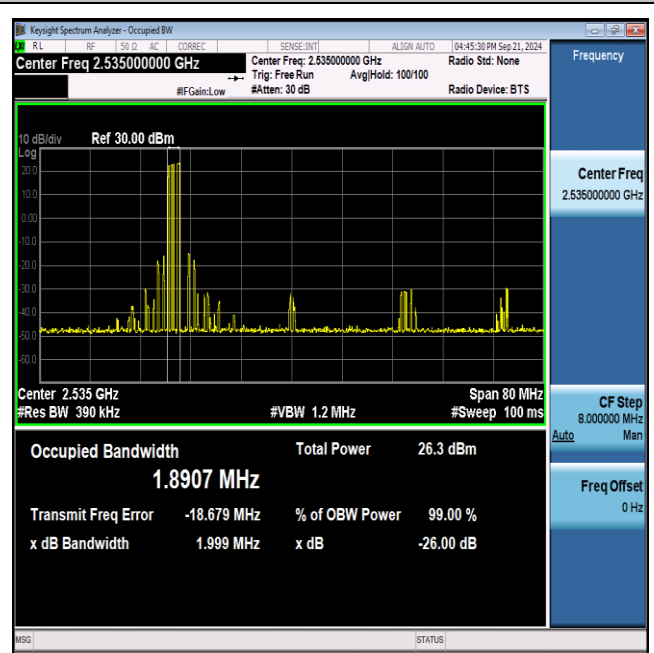 Keysight Spectrum Analyzer - Occupied BW
LXI RL RF 50 Ω AC CORREC SENSE:INT ALIGN AUTO 04:45:30 PM Sep 21, 2024
Center Freq 2.535000000 GHz Center Freq: 2.535000000 GHz Radio Std: None Frequency
Trig: Free Run Avg|Hold: 100/100
#IFGain:Low #Atten: 30 dB Radio Device: BTS
10 dB/div Ref 30.00 dBm
Log
20.0
10.0
0.00
-10.0
-20.0
-30.0
-40.0
-50.0
-60.0
Center Freq
2.535000000 GHz
Center 2.535 GHz Span 80 MHz
#Res BW 390 kHz #VBW 1.2 MHz #Sweep 100 ms
CF Step
8.000000 MHz
Auto Man
Occupied Bandwidth Total Power 26.3 dBm
1.8907 MHz
Transmit Freq Error -18.679 MHz % of OBW Power 99.00 %
x dB Bandwidth 1.999 MHz x dB -26.00 dB
Freq Offset
0 Hz
MSG STATUS